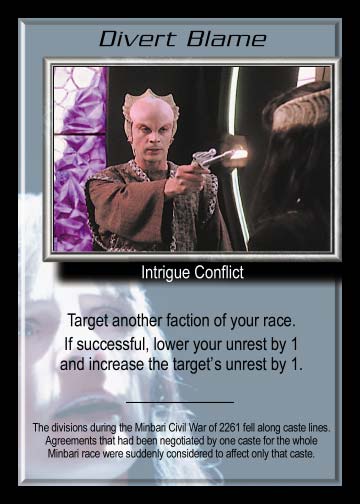 Divert Blame
Intrigue Conflict
Target another faction of your race.
If successful, lower your unrest by 1
and increase the target's unrest by 1.
The divisions during the Minbari Civil War of 2261 fell along caste lines.
Agreements that had been negotiated by one caste for the whole
Minbari race were suddenly considered to affect only that caste.